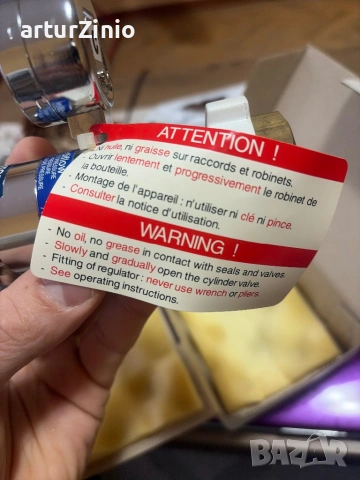 arturZinio
ATTENTION !
- Ni huile, ni graisse sur raccords et robinets.
- Ouvrir lentement et progressivement le robinet de
la bouteille.
- Montage de l'appareil : n'utiliser ni clé ni pince.
- Consulter la notice d'utilisation.
WARNING !
- No oil, no grease in contact with seals and valves.
- Slowly and gradually open the cylinder valve.
- Fitting of regulator : never use wrench or pliers.
- See operating instructions.
BAZAR